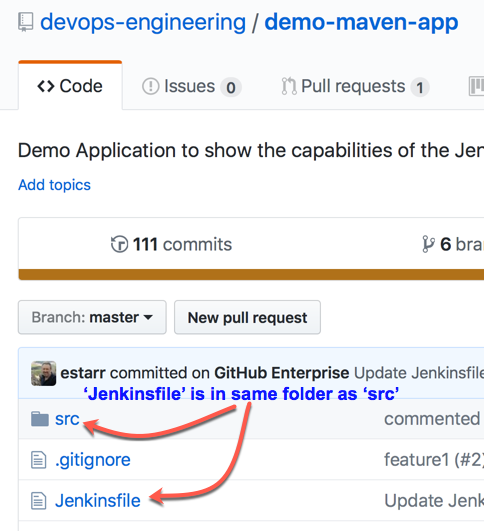 devops-engineering / demo-maven-app
Code Issues 0 Pull requests 1
Demo Application to show the capabilities of the Jen
Add topics
111 commits 6 bra
Branch: master New pull request
estarr committed on GitHub Enterprise Update Jenkinsfile
‘Jenkinsfile’ is in same folder as ‘src’
src commented
.gitignore feature1 (#2)
Jenkinsfile Update Jenk